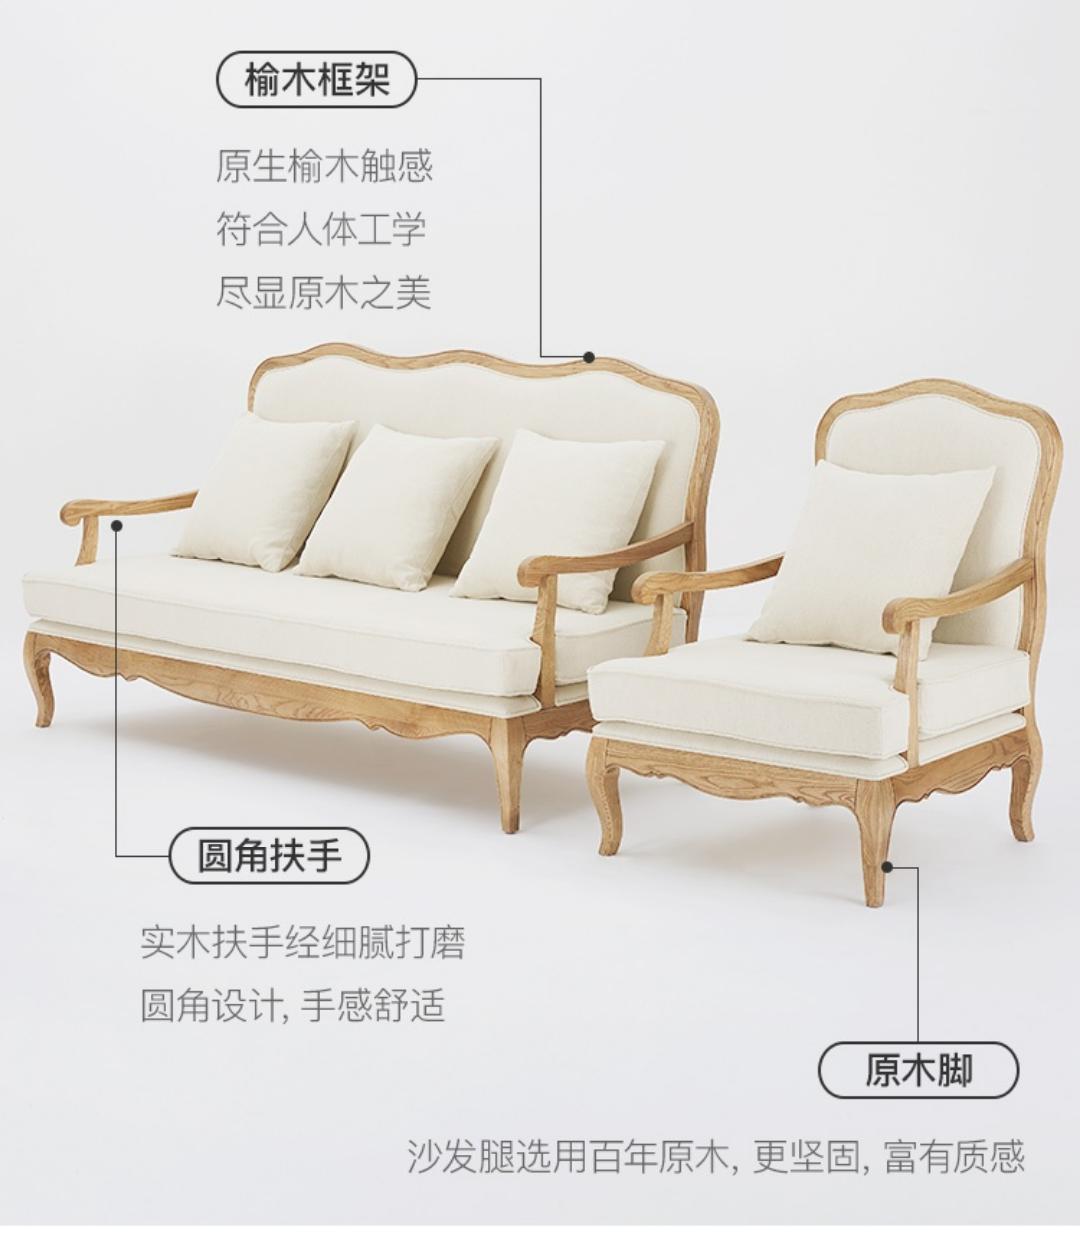 榆木框架
原生榆木触感
符合人体工学
尽显原木之美
圆角扶手
实木扶手经细腻打磨
圆角设计, 手感舒适
原木脚
沙发腿选用百年原木, 更坚固, 富有质感